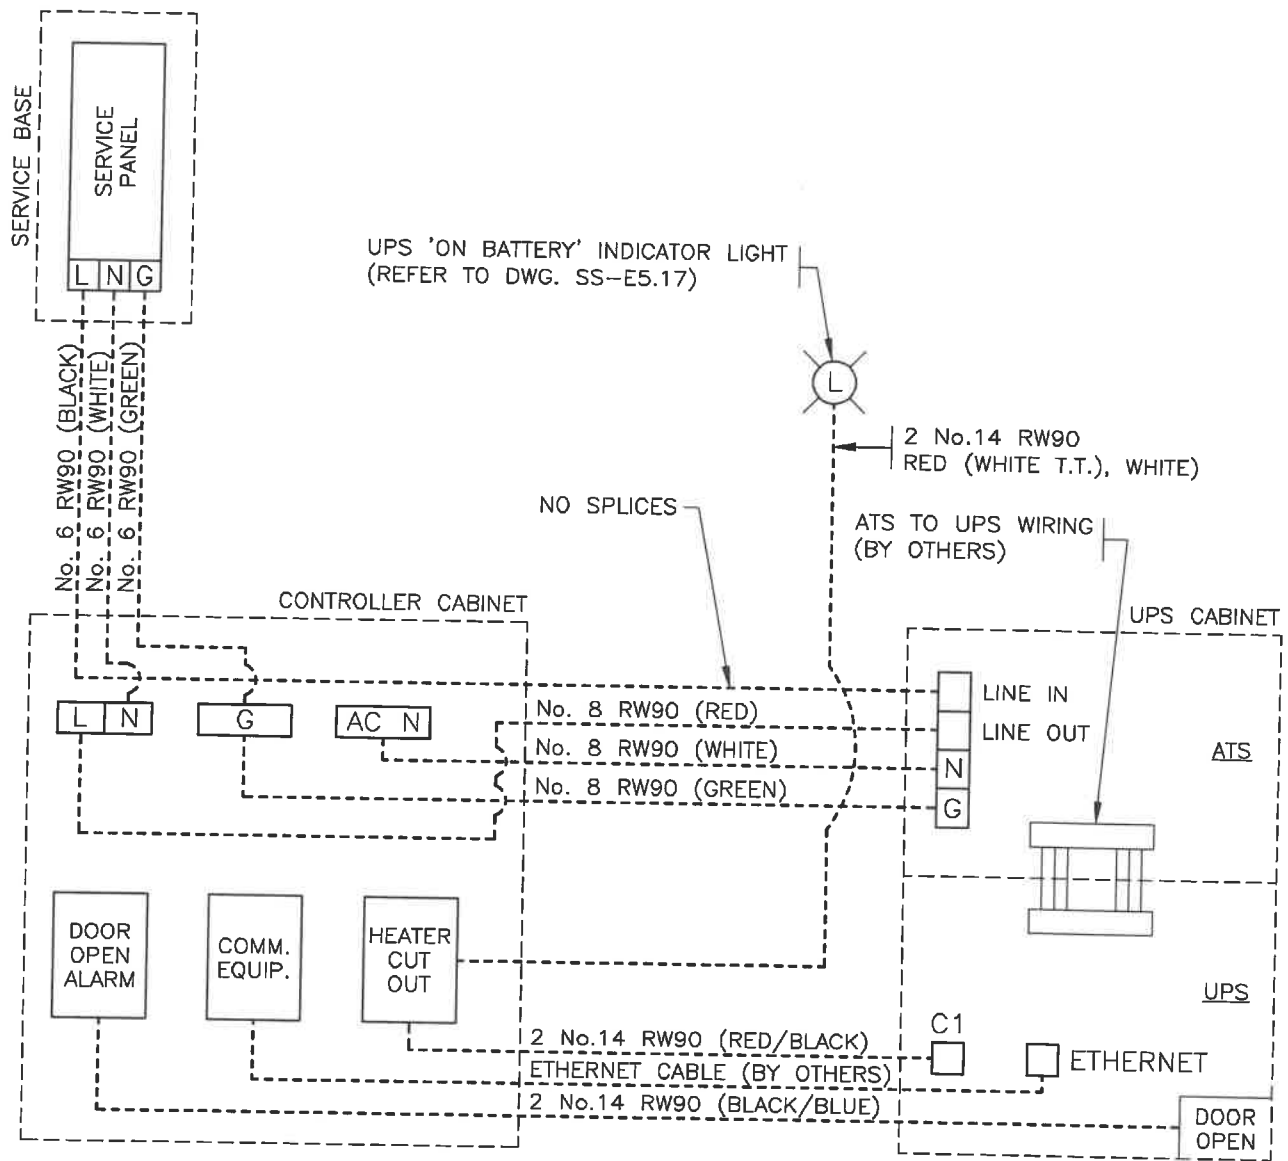 SERVICE BASE
SERVICE
PANEL
L N G
No. 6 RW90 (BLACK)
No. 6 RW90 (WHITE)
No. 6 RW90 (GREEN)
UPS 'ON BATTERY' INDICATOR LIGHT
(REFER TO DWG. SS-E5.17)
L
2 No.14 RW90
RED (WHITE T.T.), WHITE)
NO SPLICES
ATS TO UPS WIRING
(BY OTHERS)
CONTROLLER CABINET
UPS CABINET
L N
G
AC N
No. 8 RW90 (RED)
No. 8 RW90 (WHITE)
No. 8 RW90 (GREEN)
LINE IN
LINE OUT
N
G
ATS
DOOR
OPEN
ALARM
COMM.
EQUIP.
HEATER
CUT
OUT
UPS
C1
ETHERNET
2 No.14 RW90 (RED/BLACK)
ETHERNET CABLE (BY OTHERS)
2 No.14 RW90 (BLACK/BLUE)
DOOR
OPEN